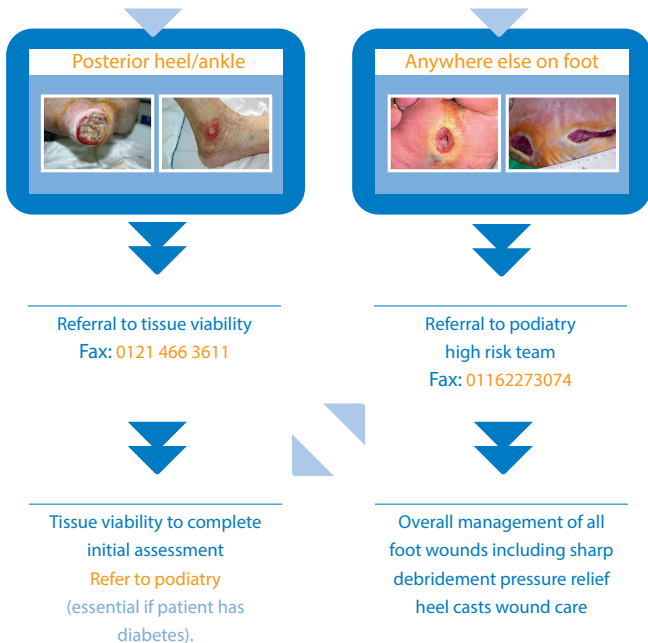 Posterior heel/ankle
Referral to tissue viability
Fax: 0121 466 3611
Tissue viability to complete
initial assessment
Refer to podiatry
(essential if patient has
diabetes).
Anywhere else on foot
Referral to podiatry
high risk team
Fax: 01162273074
Overall management of all
foot wounds including sharp
debridement pressure relief
heel casts wound care